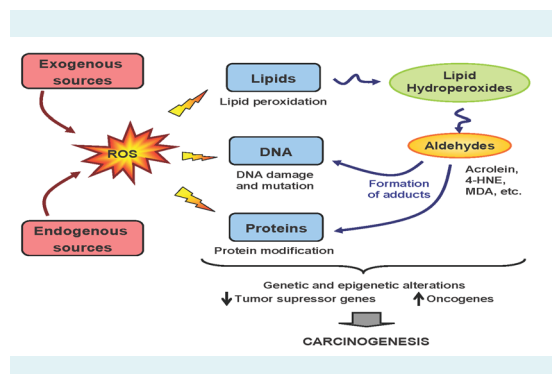 Exogenous
sources
ROS
Endogenous
sources
Lipids
Lipid peroxidation
DNA
DNA damage
and mutation
Proteins
Protein modification
Lipid
Hydroperoxides
Aldehydes
Acrolein,
4-HNE,
MDA, etc.
Formation
of adducts
Genetic and epigenetic alterations
Tumor supressor genes
Oncogenes
CARCINOGENESIS